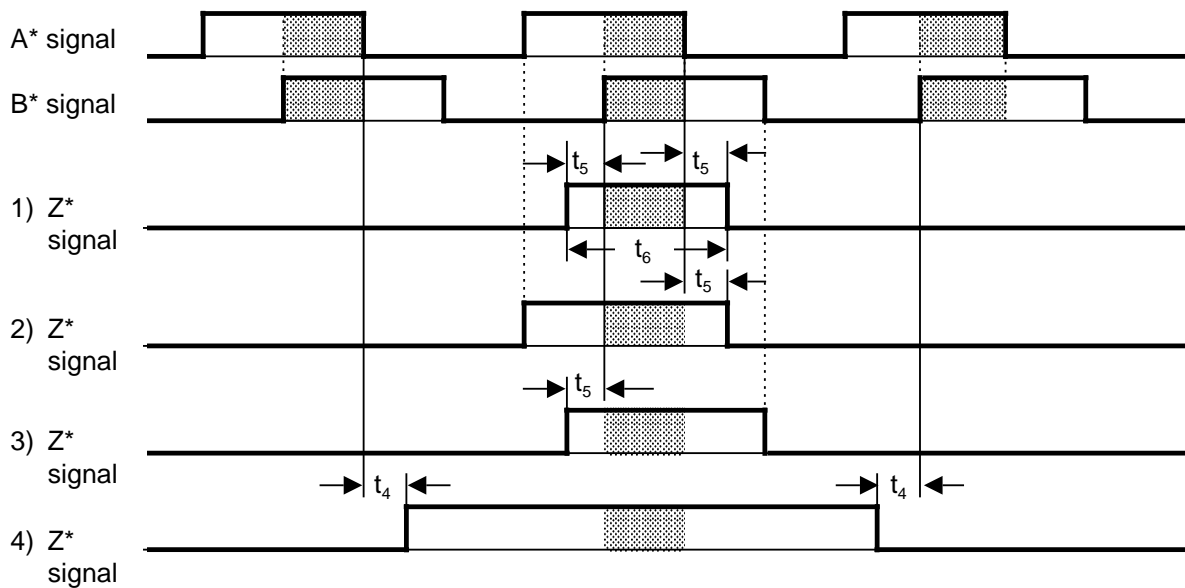 A* signal
B* signal
t5 t5
1) Z*
signal
t6
t5
2) Z*
signal
t5
3) Z*
signal
t4 t4
4) Z*
signal